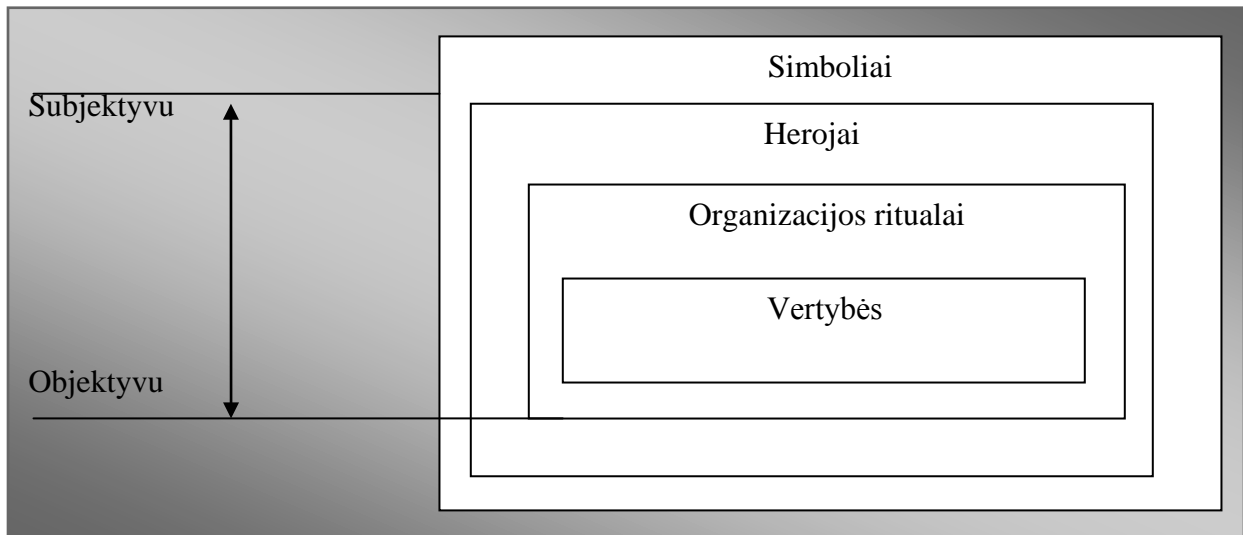 Simboliai
Subjektyvu
Herojai
Organizacijos ritualai
Vertybės
Objektyvu